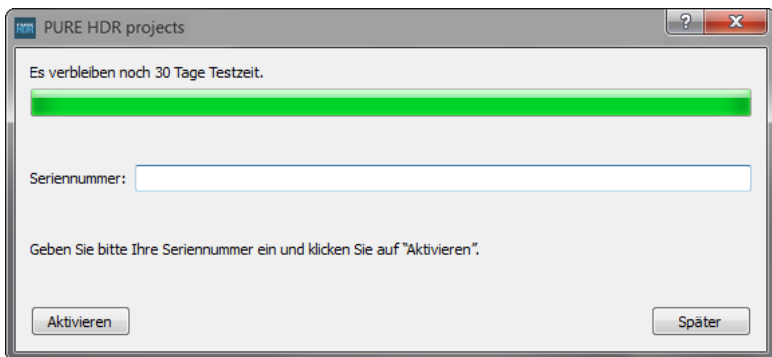 PURE HDR projects
Es verbleiben noch 30 Tage Testzeit.
Seriennummer:
Geben Sie bitte Ihre Seriennummer ein und klicken Sie auf “Aktivieren”.
Aktivieren Später